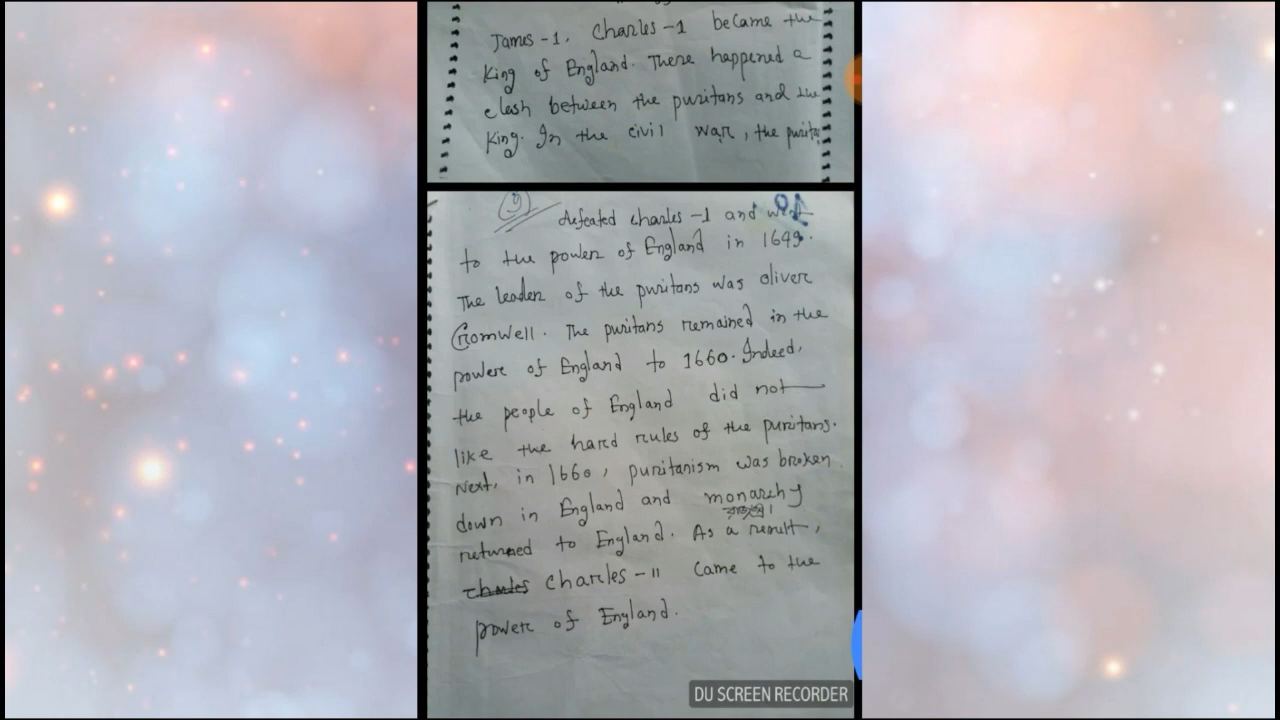 James-1. Charles-1 became the
King of England. There happened a
clash between the puritans and the
King. In the civil war, the purita
defeated charles-1 and went
to the power of England in 1649.
The leader of the puritans was oliver
Cromwell. The puritans remained in the
power of England to 1660. Indeed,
the people of England did not
like the hard rules of the puritans.
Next, in 1660, puritanism was broken
down in England and monarchy
returned to England. As a result,
charles charles-11 came to the
power of England.
DU SCREEN RECORDER